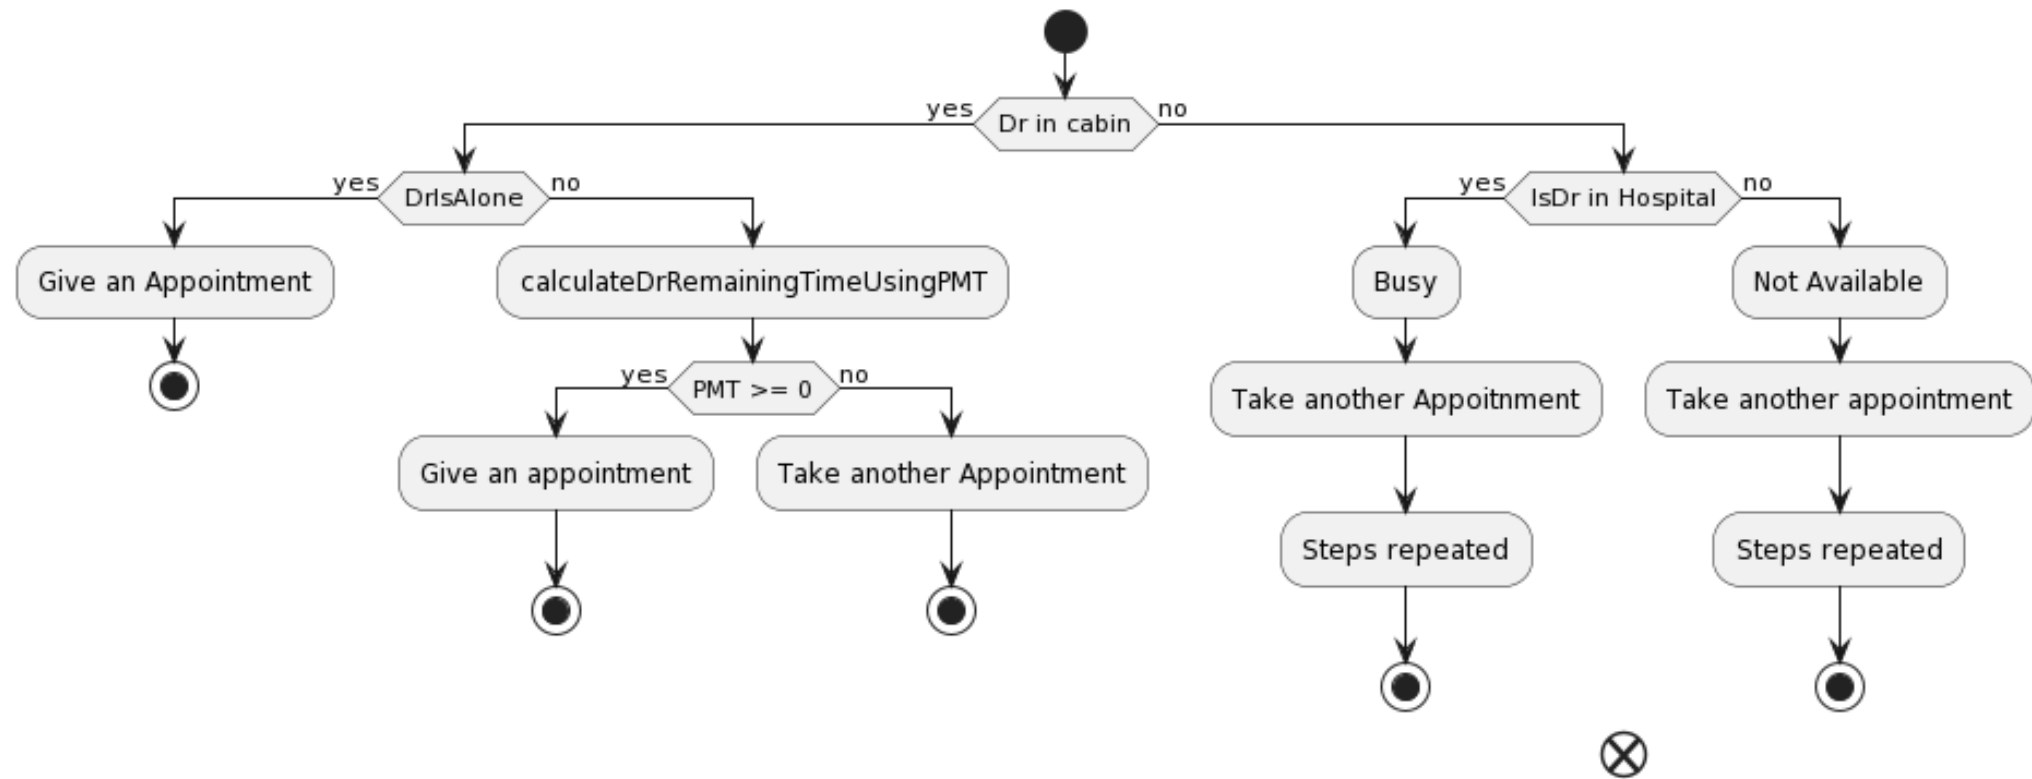 Dr in cabin
yes
no
DrIsAlone
yes
no
Give an Appointment
calculateDrRemainingTimeUsingPMT
PMT >= 0
yes
no
Give an appointment
Take another Appointment
IsDr in Hospital
yes
no
Busy
Not Available
Take another Appoitnment
Take another appointment
Steps repeated
Steps repeated